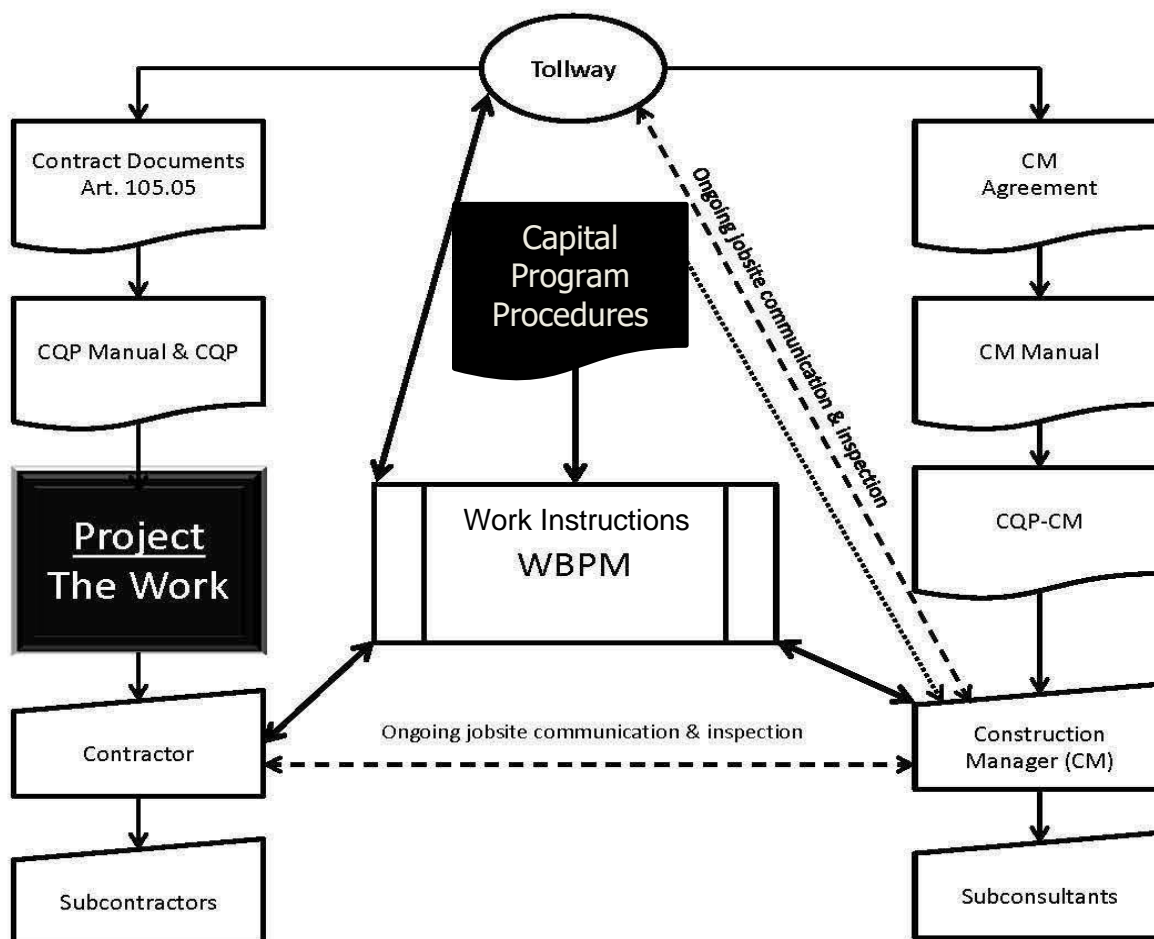 Tollway
Contract Documents
Art. 105.05
CM
Agreement
Capital
Program
Procedures
Ongoing jobsite communication & inspection
CQP Manual & CQP
CM Manual
Project
The Work
Work Instructions
WBPM
CQP-CM
Contractor
Ongoing jobsite communication & inspection
Construction
Manager (CM)
Subcontractors
Subconsultants